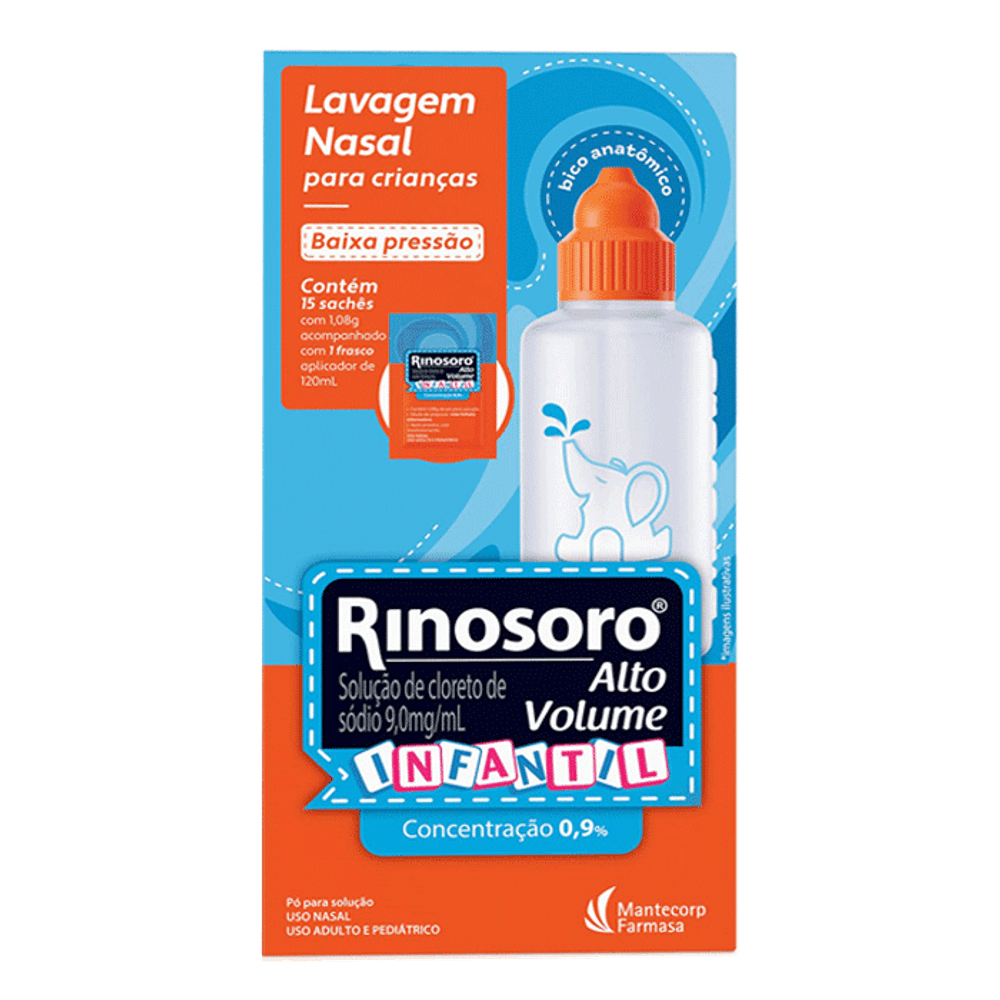 Lavagem
Nasal
para crianças
Baixa pressão
Contém
15 sachês
com 1,08g
acompanhado
com 1 frasco
aplicador de
120mL
bico anatômico
Rinosoro
Alto
Volume
INFANTIL
*imagens ilustrativas
Rinosoro®
Solução de cloreto de
sódio 9,0mg/mL
Alto
Volume
INFANTIL
Concentração 0,9%
Pó para solução
USO NASAL
USO ADULTO E PEDIÁTRICO
Mantecorp
Farmasa